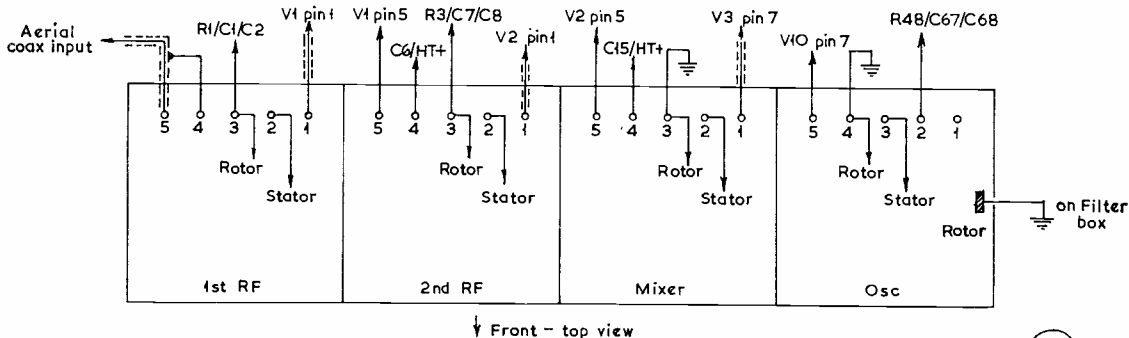 Aerial
coax input
R1/C1/C2
V1 pin 1
V1 pin 5
C6/HT+
R3/C7/C8
V2 pin 1
V2 pin 5
C15/HT+
V3 pin 7
V10 pin 7
R48/C67/C68
5 4 3 2 1
5 4 3 2 1
5 4 3 2 1
5 4 3 2 1
Rotor
Stator
Rotor
Stator
Rotor
Stator
Rotor
Stator
Rotor
on Filter
box
1st RF
2nd RF
Mixer
Osc
Front - top view